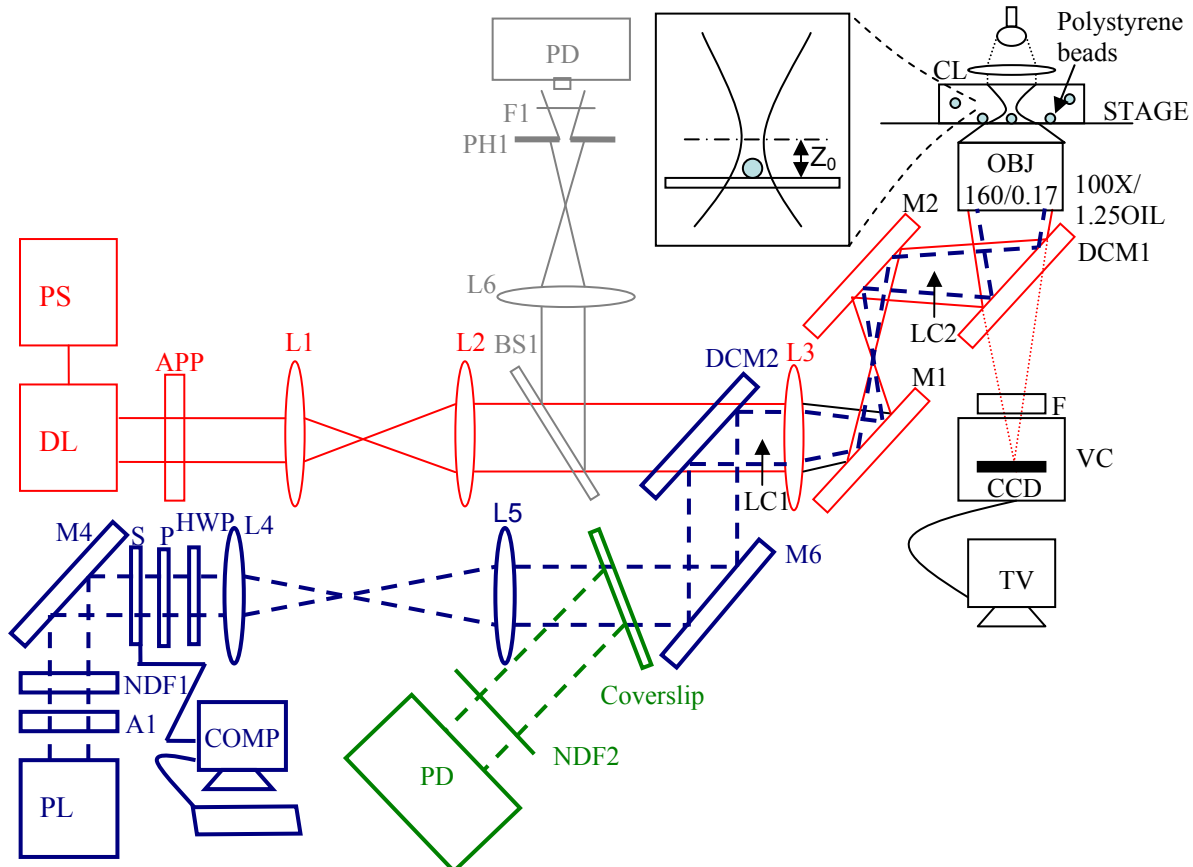 PD
F1
PH1
L6
BS1
Z0
CL
Polystyrene
beads
STAGE
OBJ
160/0.17
100X/
1.25OIL
M2
DCM1
LC2
M1
PS
DL
APP
L1
L2
DCM2
L3
LC1
F
VC
CCD
TV
M4
S
P
HWP
L4
L5
M6
NDF1
A1
PL
COMP
Coverslip
NDF2
PD